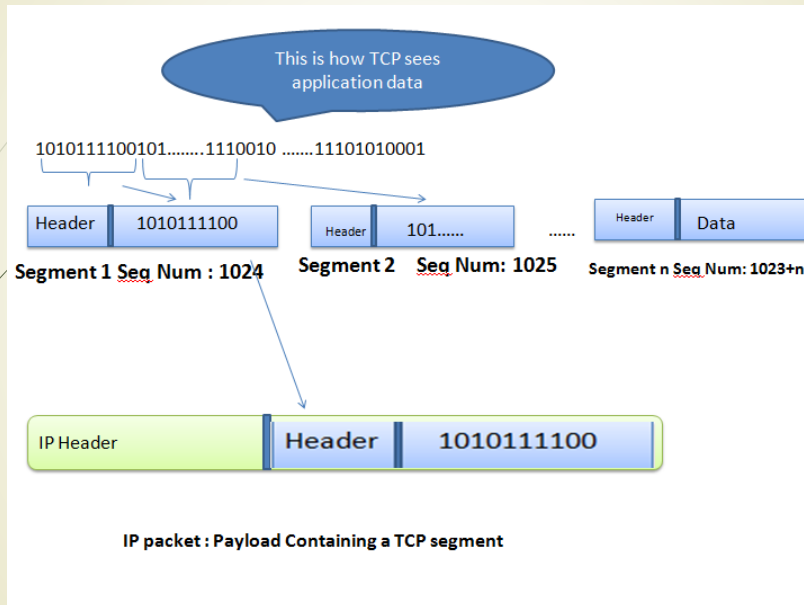 This is how TCP sees
application data
1010111100101........1110010 .......11101010001
Header 1010111100
Header 101......
......
Header Data
Segment 1 Seq Num : 1024
Segment 2 Seq Num: 1025
Segment n Seq Num: 1023+n
IP Header Header 1010111100
IP packet : Payload Containing a TCP segment